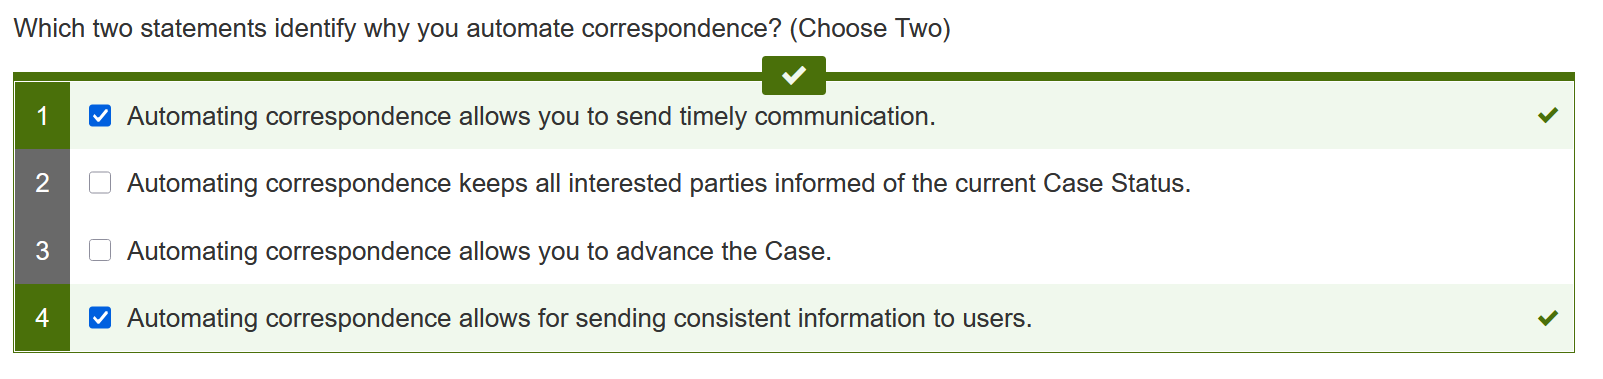 Which two statements identify why you automate correspondence? (Choose Two)
1 Automating correspondence allows you to send timely communication.
2 Automating correspondence keeps all interested parties informed of the current Case Status.
3 Automating correspondence allows you to advance the Case.
4 Automating correspondence allows for sending consistent information to users.